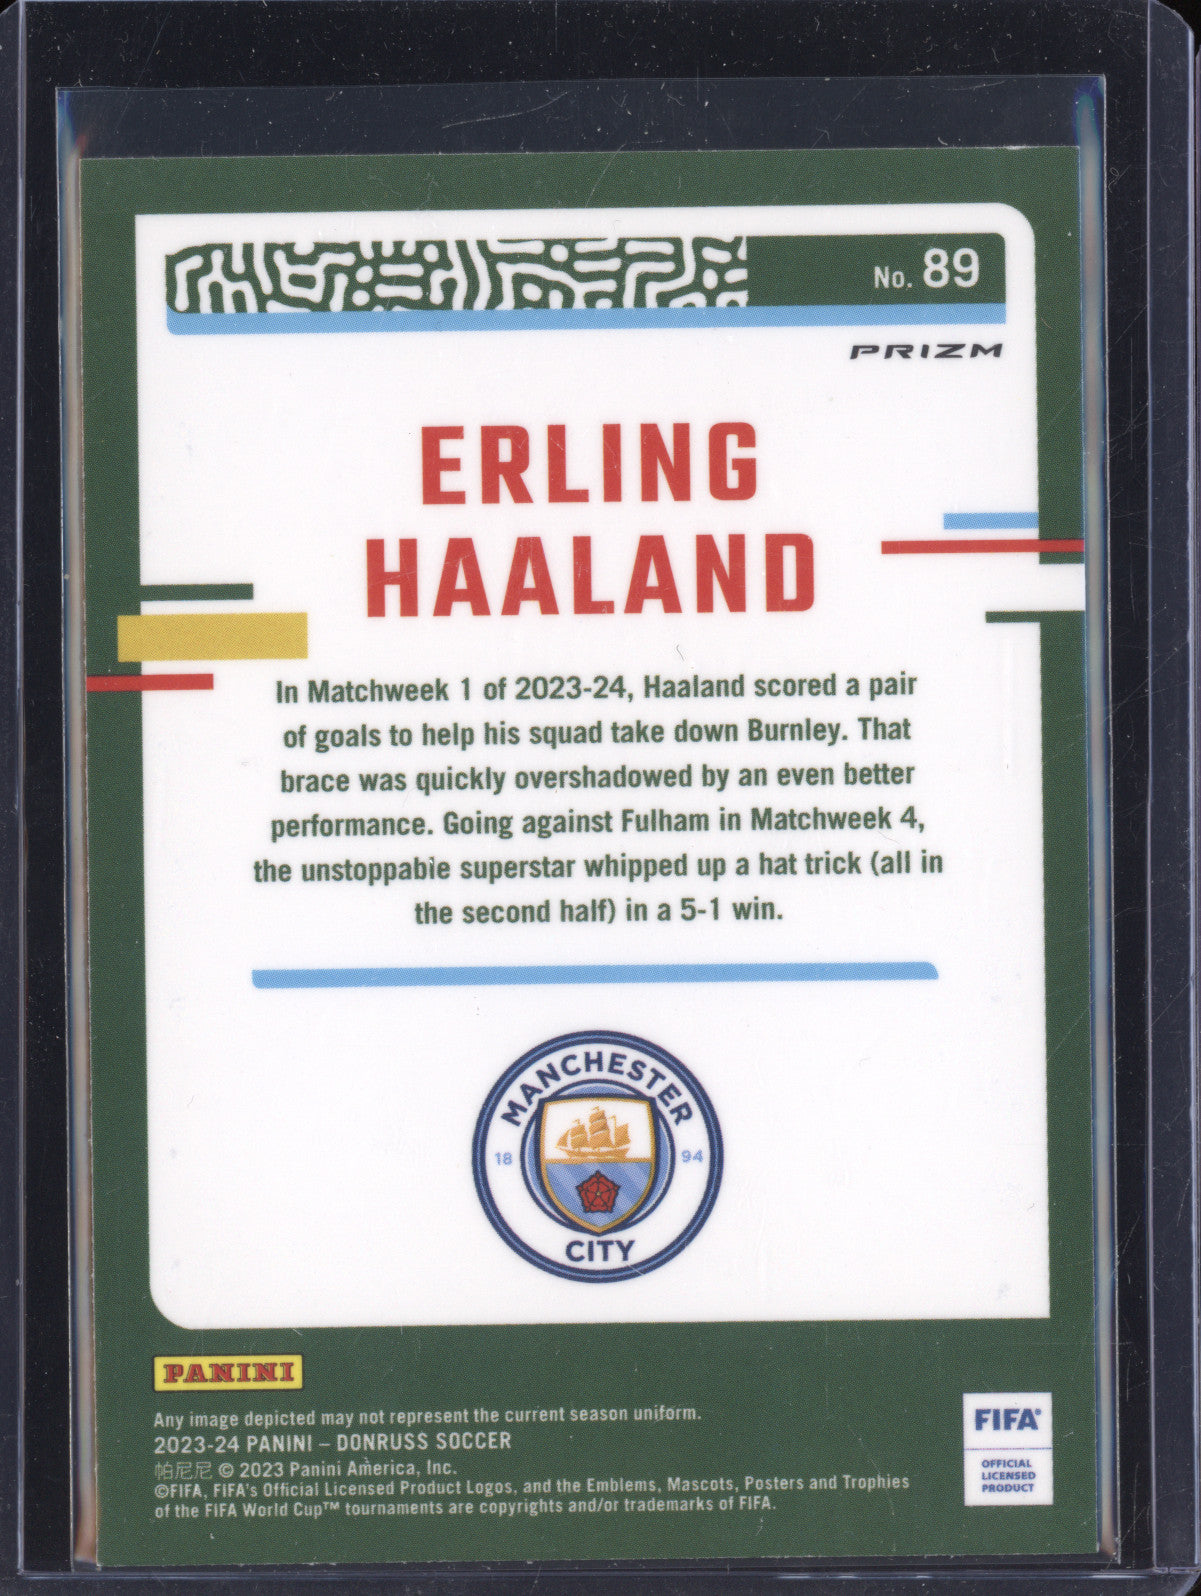 No. 89
PRIZM
ERLING
HAALAND
In Matchweek 1 of 2023-24, Haaland scored a pair
of goals to help his squad take down Burnley. That
brace was quickly overshadowed by an even better
performance. Going against Fulham in Matchweek 4,
the unstoppable superstar whipped up a hat trick (all in
the second half) in a 5-1 win.
MANCHESTER
18 94
CITY
PANINI
Any image depicted may not represent the current season uniform.
2023-24 PANINI – DONRUSS SOCCER
帕尼尼 © 2023 Panini America, Inc.
©FIFA, FIFA's Official Licensed Product Logos, and the Emblems, Mascots, Posters and Trophies
of the FIFA World Cup™ tournaments are copyrights and/or trademarks of FIFA.
FIFA®
OFFICIAL
LICENSED
PRODUCT